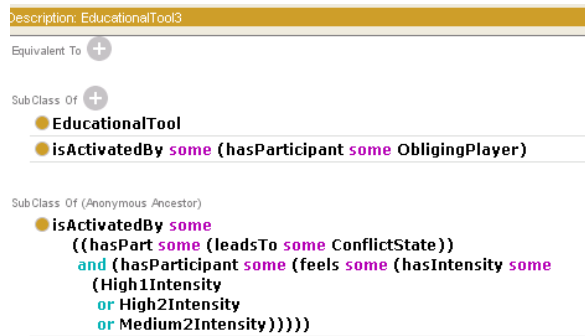 Description: EducationalTool3
Equivalent To
SubClass Of
EducationalTool
isActivatedBy some (hasParticipant some ObligingPlayer)
SubClass Of (Anonymous Ancestor)
isActivatedBy some
((hasPart some (leadsTo some ConflictState))
and (hasParticipant some (feels some (hasIntensity some
(High1Intensity
or High2Intensity
or Medium2Intensity)))))